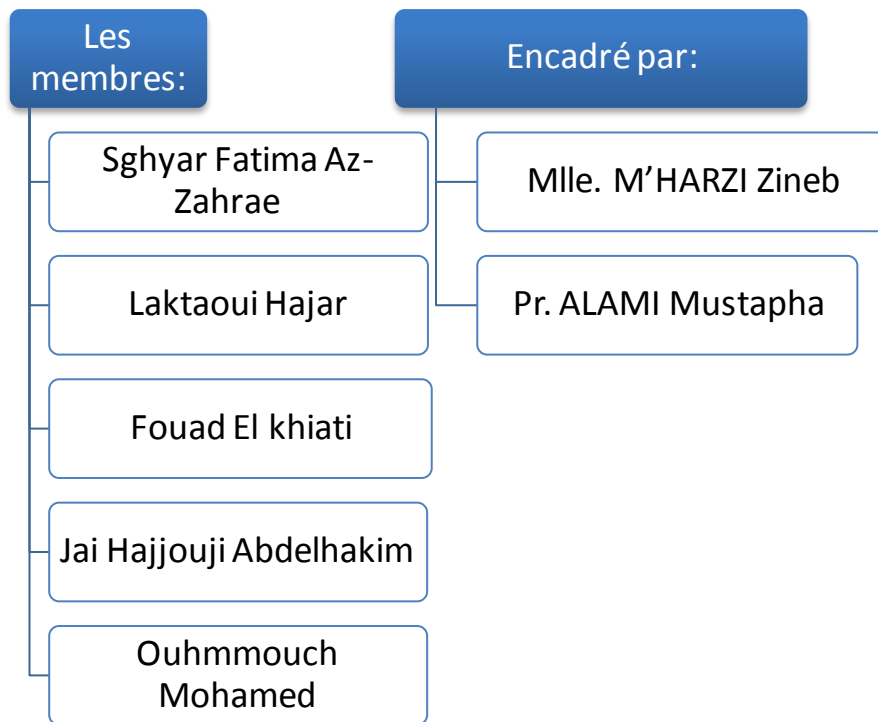 Les
membres:
Sghyar Fatima Az-
Zahrae
Laktaoui Hajar
Fouad El khiati
Jai Hajjouji Abdelhakim
Ouhmmouch
Mohamed
Encadré par:
Mlle. M’HARZI Zineb
Pr. ALAMI Mustapha